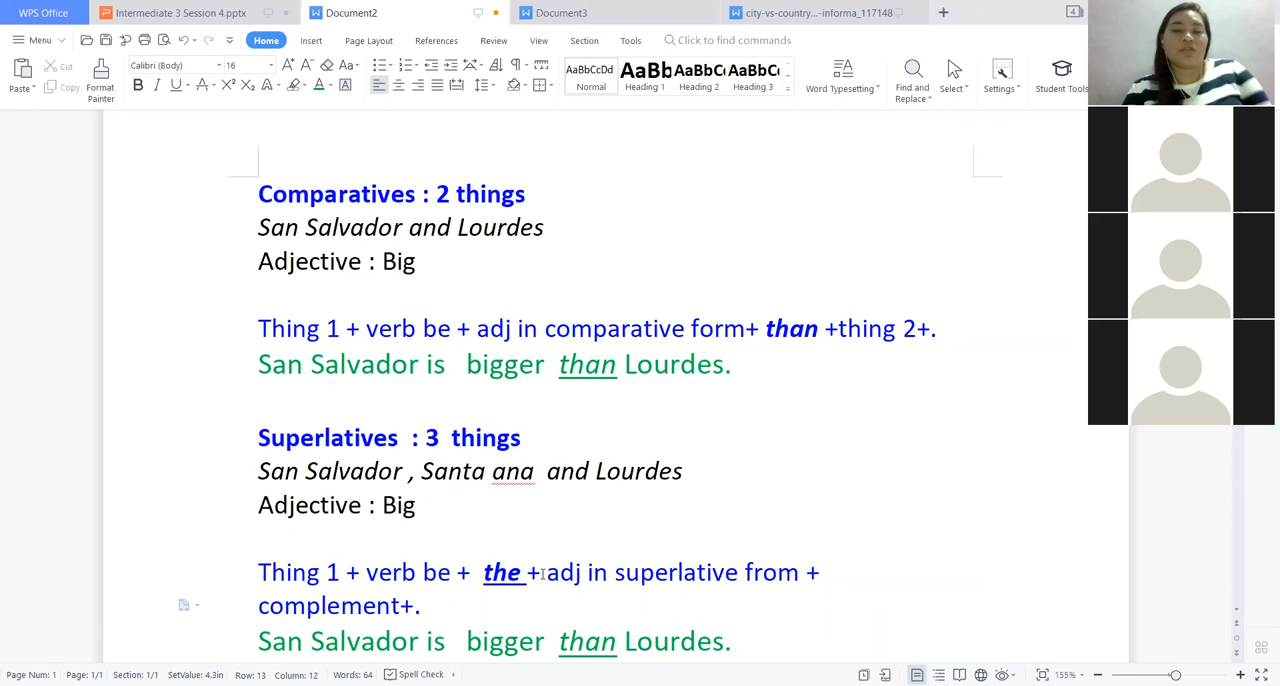 WPS Office
Intermediate 3 Session 4.pptx
Document2
Document3
city-vs-country...-informa_117148
4
Menu
Home
Insert
Page Layout
References
Review
View
Section
Tools
Click to find commands
Paste
Cut
Copy
Format Painter
Calibri (Body)
16
AaBbCcDd
Normal
AaBb
Heading 1
AaBbCc
Heading 2
AaBbCc
Heading 3
Word Typesetting
Find and Replace
Select
Settings
Student Tools
Comparatives : 2 things
San Salvador and Lourdes
Adjective : Big
Thing 1 + verb be + adj in comparative form+ than +thing 2+.
San Salvador is bigger than Lourdes.
Superlatives : 3 things
San Salvador , Santa ana and Lourdes
Adjective : Big
Thing 1 + verb be + the + adj in superlative from +
complement+.
San Salvador is bigger than Lourdes.
Page Num: 1 Page: 1/1 Section: 1/1 SetValue: 4.3in Row: 13 Column: 12 Words: 64 Spell Check 155%